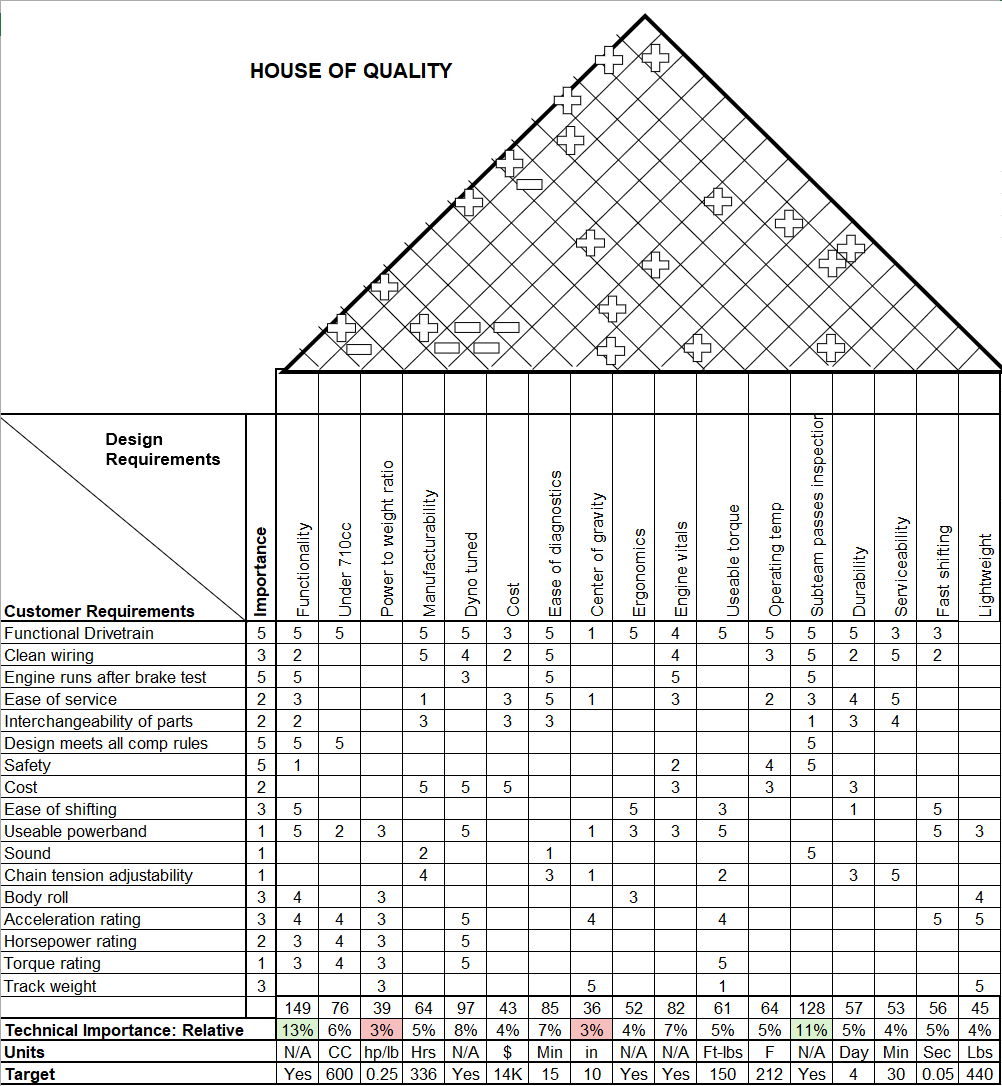 HOUSE OF QUALITY
Design
Requirements
Customer Requirements
Importance
Functionality
Under 710cc
Power to weight ratio
Manufacturability
Dyno tuned
Cost
Ease of diagnostics
Center of gravity
Ergonomics
Engine vitals
Useable torque
Operating temp
Subteam passes inspection
Durability
Serviceability
Fast shifting
Lightweight
Functional Drivetrain 5 5 5 5 5 3 5 1 5 4 5 5 5 5 3 3
Clean wiring 3 2 5 4 2 5 4 3 5 2 5 2
Engine runs after brake test 5 5 3 5 5 5
Ease of service 2 3 1 3 5 1 3 2 3 4 5
Interchangeability of parts 2 2 3 3 3 1 3 4
Design meets all comp rules 5 5 5 5
Safety 5 1 2 4 5
Cost 2 5 5 5 3 3 3
Ease of shifting 3 5 5 3 1 5
Useable powerband 1 5 2 3 5 1 3 3 5 5 3
Sound 1 2 1 5
Chain tension adjustability 1 4 3 1 2 3 5
Body roll 3 4 3 3 4
Acceleration rating 3 4 4 3 5 4 4 5 5
Horsepower rating 2 3 4 3 5
Torque rating 1 3 4 3 5 5
Track weight 3 3 5 1 5
149 76 39 64 97 43 85 36 52 82 61 64 128 57 53 56 45
Technical Importance: Relative 13% 6% 3% 5% 8% 4% 7% 3% 4% 7% 5% 5% 11% 5% 4% 5% 4%
Units N/A CC hp/lb Hrs N/A $ Min in N/A N/A Ft-lbs F N/A Day Min Sec Lbs
Target Yes 600 0.25 336 Yes 14K 15 10 Yes Yes 150 212 Yes 4 30 0.05 440